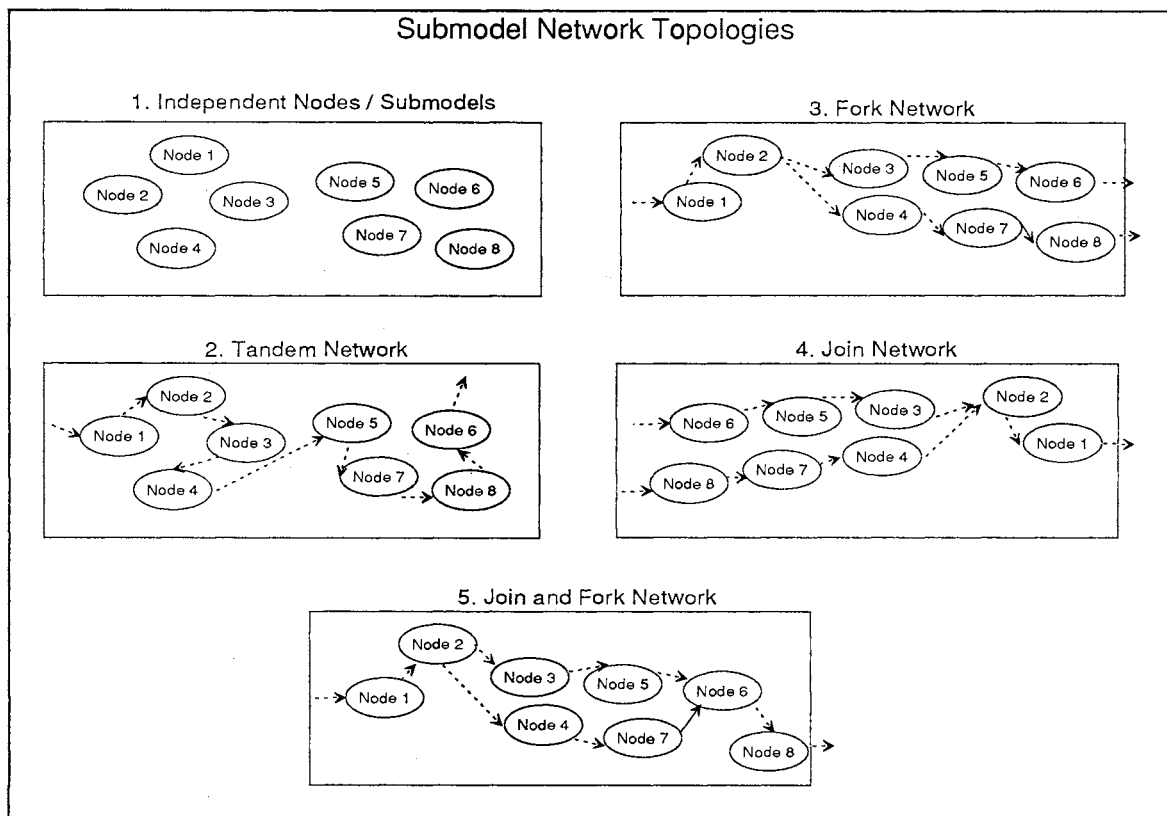 Submodel Network Topologies
1. Independent Nodes / Submodels
Node 1
Node 2
Node 3
Node 4
Node 5
Node 6
Node 7
Node 8
2. Tandem Network
Node 2
Node 1
Node 3
Node 4
Node 5
Node 6
Node 7
Node 8
3. Fork Network
Node 2
Node 1
Node 3
Node 5
Node 6
Node 4
Node 7
Node 8
4. Join Network
Node 6
Node 5
Node 3
Node 2
Node 1
Node 8
Node 7
Node 4
5. Join and Fork Network
Node 2
Node 1
Node 3
Node 5
Node 6
Node 4
Node 7
Node 8